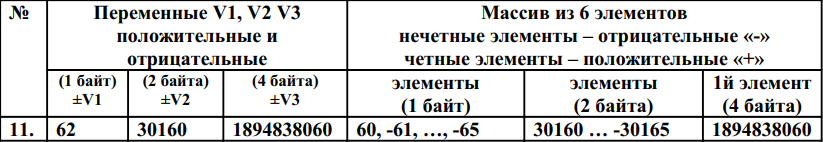 №
Переменные V1, V2 V3
положительные и
отрицательные
Массив из 6 элементов
нечетные элементы – отрицательные «-»
четные элементы – положительные «+»
(1 байт)
±V1
(2 байта)
±V2
(4 байта)
±V3
элементы
(1 байт)
элементы
(2 байта)
1й элемент
(4 байта)
11. 62 30160 1894838060 60, -61, …, -65 30160 … -30165 1894838060